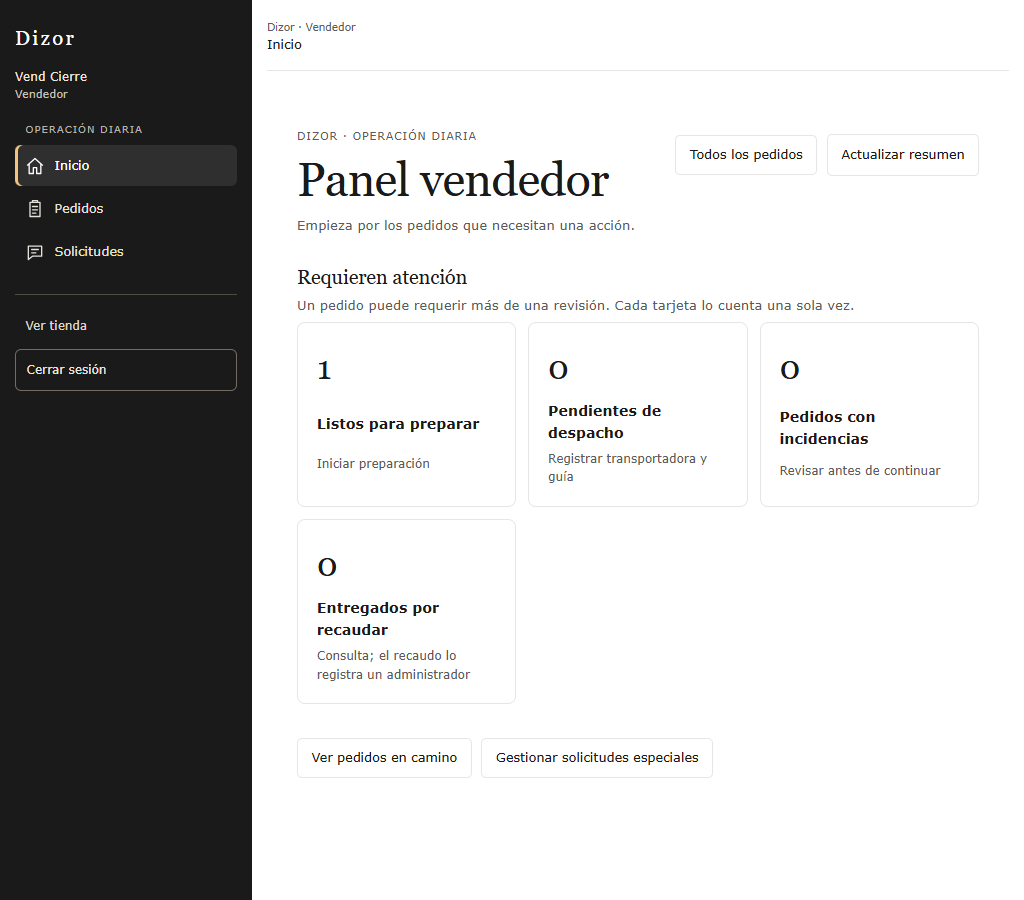 Dizor
Vend Cierre
Vendedor
OPERACIÓN DIARIA
Inicio
Pedidos
Solicitudes
Ver tienda
Cerrar sesión
Dizor · Vendedor
Inicio
DIZOR · OPERACIÓN DIARIA
Panel vendedor
Empieza por los pedidos que necesitan una acción.
Todos los pedidos
Actualizar resumen
Requieren atención
Un pedido puede requerir más de una revisión. Cada tarjeta lo cuenta una sola vez.
1
Listos para preparar
Iniciar preparación
0
Pendientes de
despacho
Registrar transportadora y
guía
0
Pedidos con
incidencias
Revisar antes de continuar
0
Entregados por
recaudar
Consulta; el recaudo lo
registra un administrador
Ver pedidos en camino
Gestionar solicitudes especiales